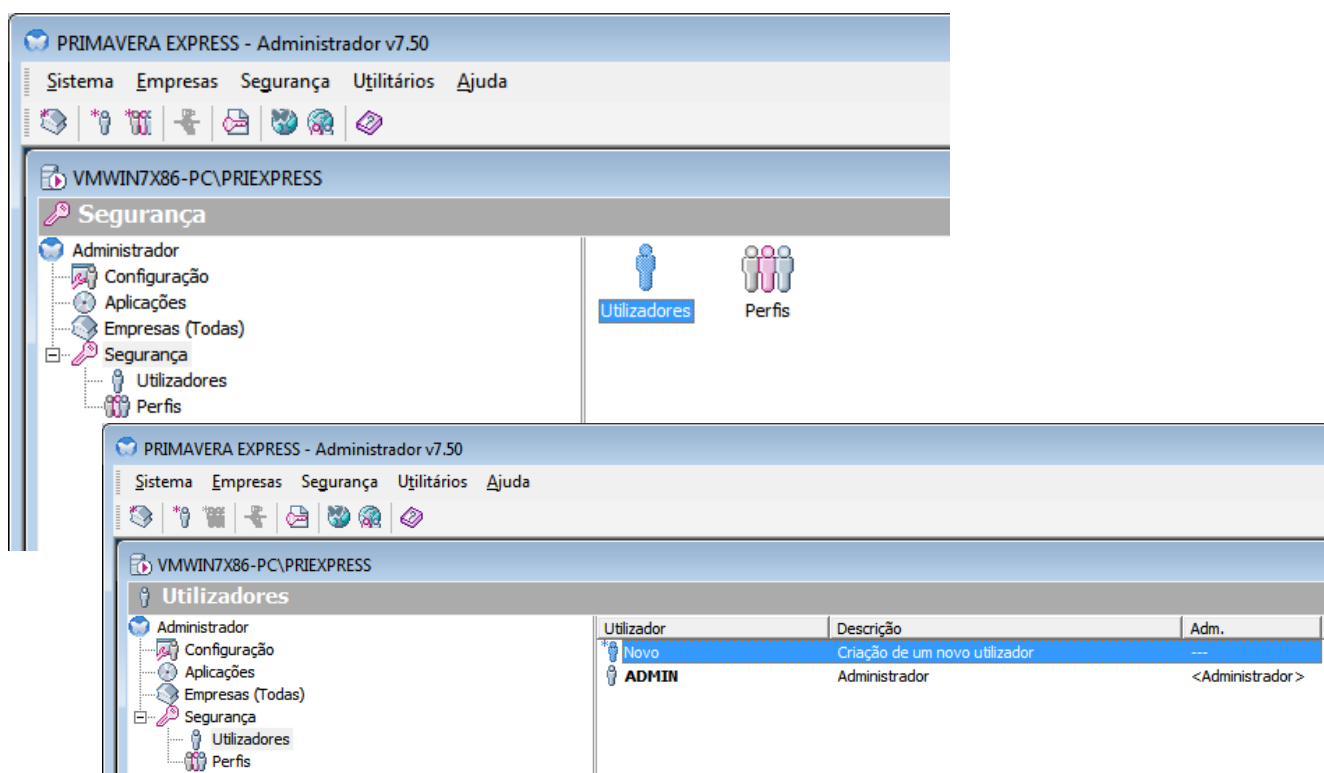 PRIMAVERA EXPRESS - Administrador v7.50
Sistema Empresas Segurança Utilitários Ajuda
VMWIN7X86-PC\PRIEXPRESS
Segurança
Administrador
Configuração
Aplicações
Empresas (Todas)
Segurança
Utilizadores
Perfis
Utilizadores Perfis
PRIMAVERA EXPRESS - Administrador v7.50
Sistema Empresas Segurança Utilitários Ajuda
VMWIN7X86-PC\PRIEXPRESS
Utilizadores
Administrador
Configuração
Aplicações
Empresas (Todas)
Segurança
Utilizadores
Perfis
Utilizador Descrição Adm.
Novo Criação de um novo utilizador ---
ADMIN Administrador <Administrador>